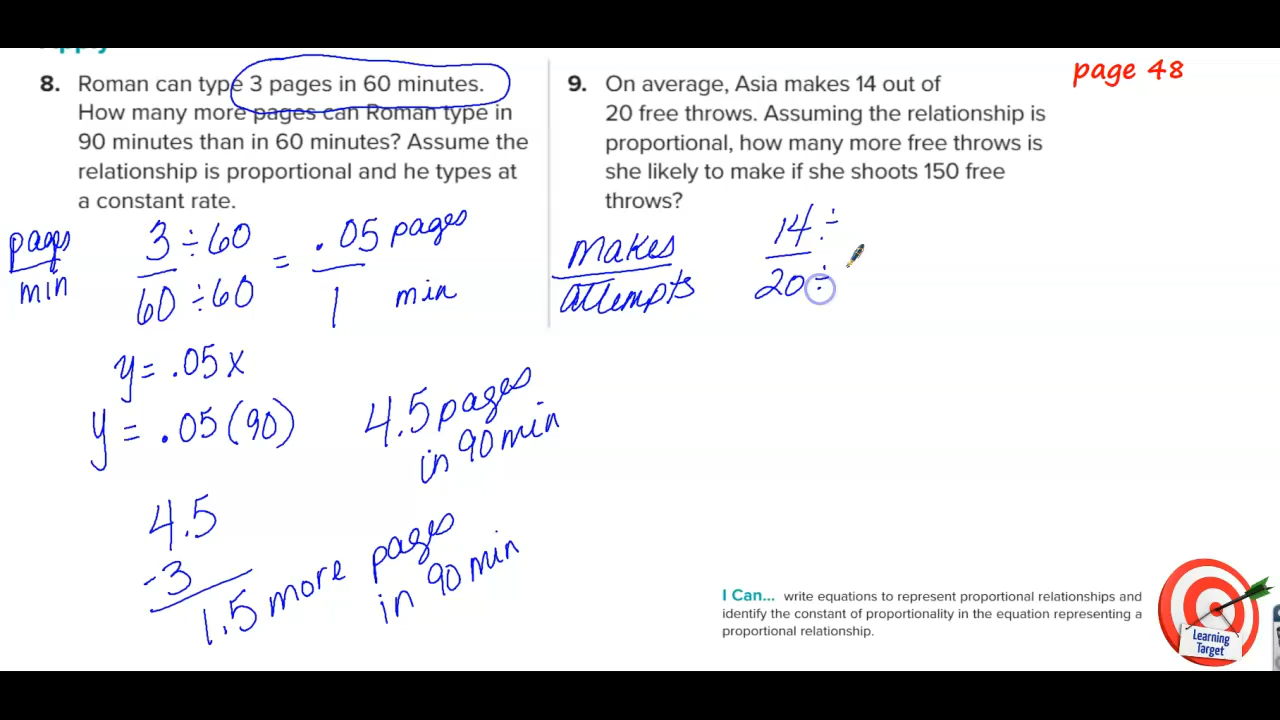 page 48
8. Roman can type 3 pages in 60 minutes.
How many more pages can Roman type in
90 minutes than in 60 minutes? Assume the
relationship is proportional and he types at
a constant rate.
pages
min
3 ÷ 60
60 ÷ 60
=
.05 pages
1 min
y = .05x
y = .05(90)
4.5 pages
in 90 min
4.5
-3
1.5 more pages
in 90 min
9. On average, Asia makes 14 out of
20 free throws. Assuming the relationship is
proportional, how many more free throws is
she likely to make if she shoots 150 free
throws?
makes
attempts
14 ÷
20 ÷
I Can... write equations to represent proportional relationships and
identify the constant of proportionality in the equation representing a
proportional relationship.
Learning
Target